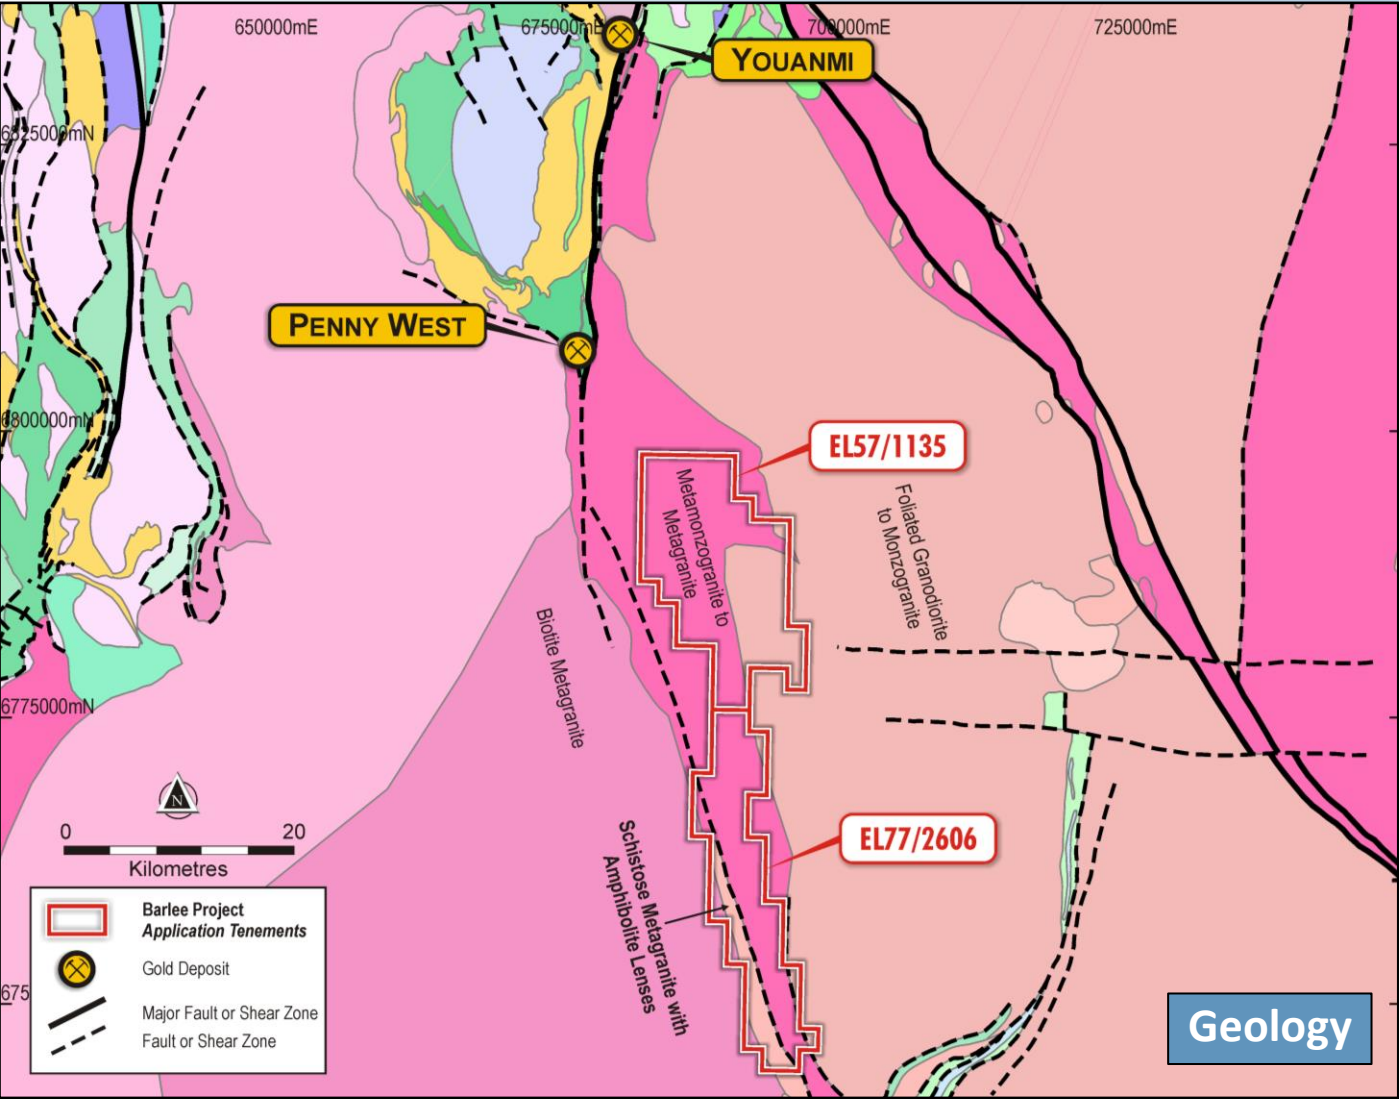 650000mE
675000mE
700000mE
725000mE
YOUANMI
6825000mN
PENNY WEST
6800000mN
EL57/1135
Metamonzogranite to
Metagranite
Foliated Granodiorite
to Monzogranite
Biotite Metagranite
6775000mN
N
0 20
Kilometres
EL77/2606
Schistose Metagranite with
Amphibolite Lenses
Barlee Project
Application Tenements
Gold Deposit
Major Fault or Shear Zone
Fault or Shear Zone
675
Geology